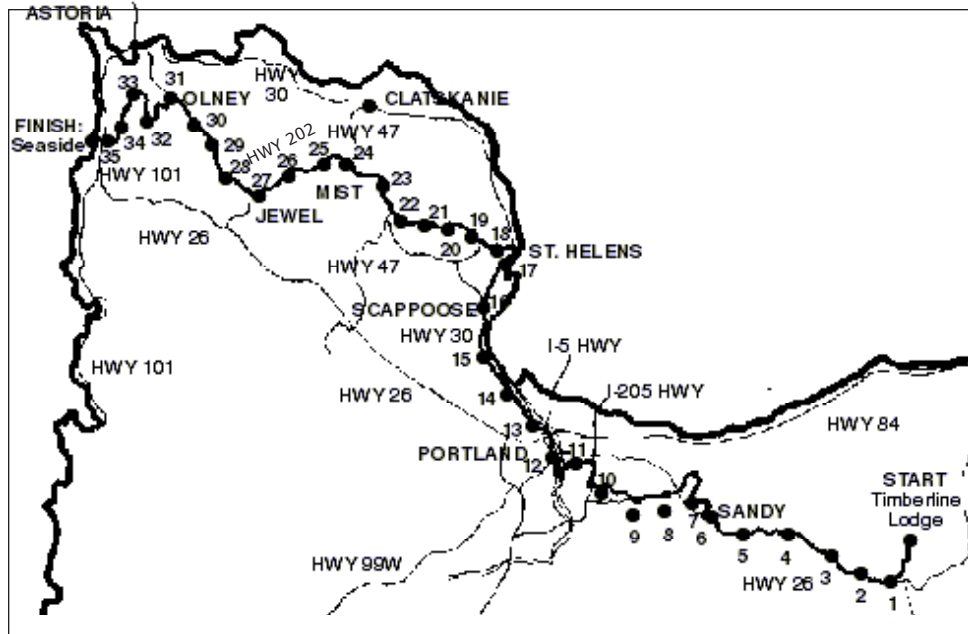 ASTORIA
33
31
HWY
30
OLNEY
CLATSKANIE
FINISH:
Seaside
35
34
32
30
29
28
HWY 202
HWY 47
27
26
25
24
HWY 101
MIST
23
JEWEL
22
21
19
18
HWY 26
20
ST. HELENS
HWY 47
17
SCAPPOOSE
16
HWY 30
I-5 HWY
15
HWY 101
I-205 HWY
HWY 26
14
HWY 84
13
PORTLAND
12
11
START
Timberline
Lodge
10
SANDY
9
8
7
6
5
4
HWY 99W
HWY 26
3
2
1